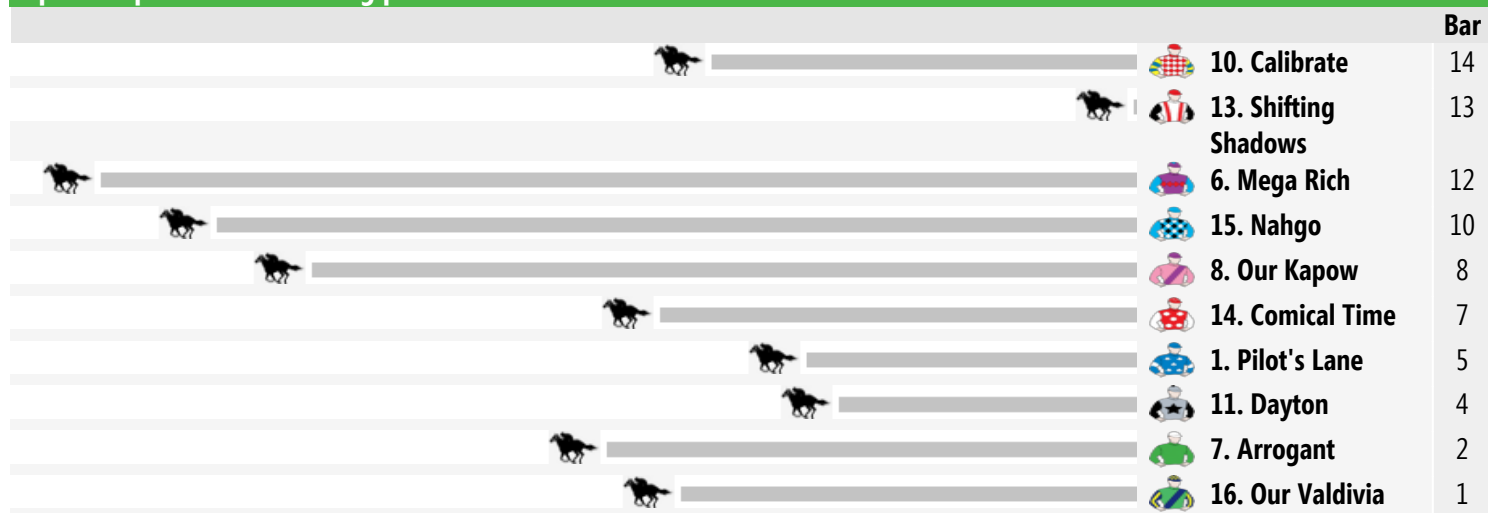 Bar
10. Calibrate 14
13. Shifting 13
Shadows
6. Mega Rich 12
15. Nahgo 10
8. Our Kapow 8
14. Comical Time 7
1. Pilot's Lane 5
11. Dayton 4
7. Arrogant 2
16. Our Valdivia 1